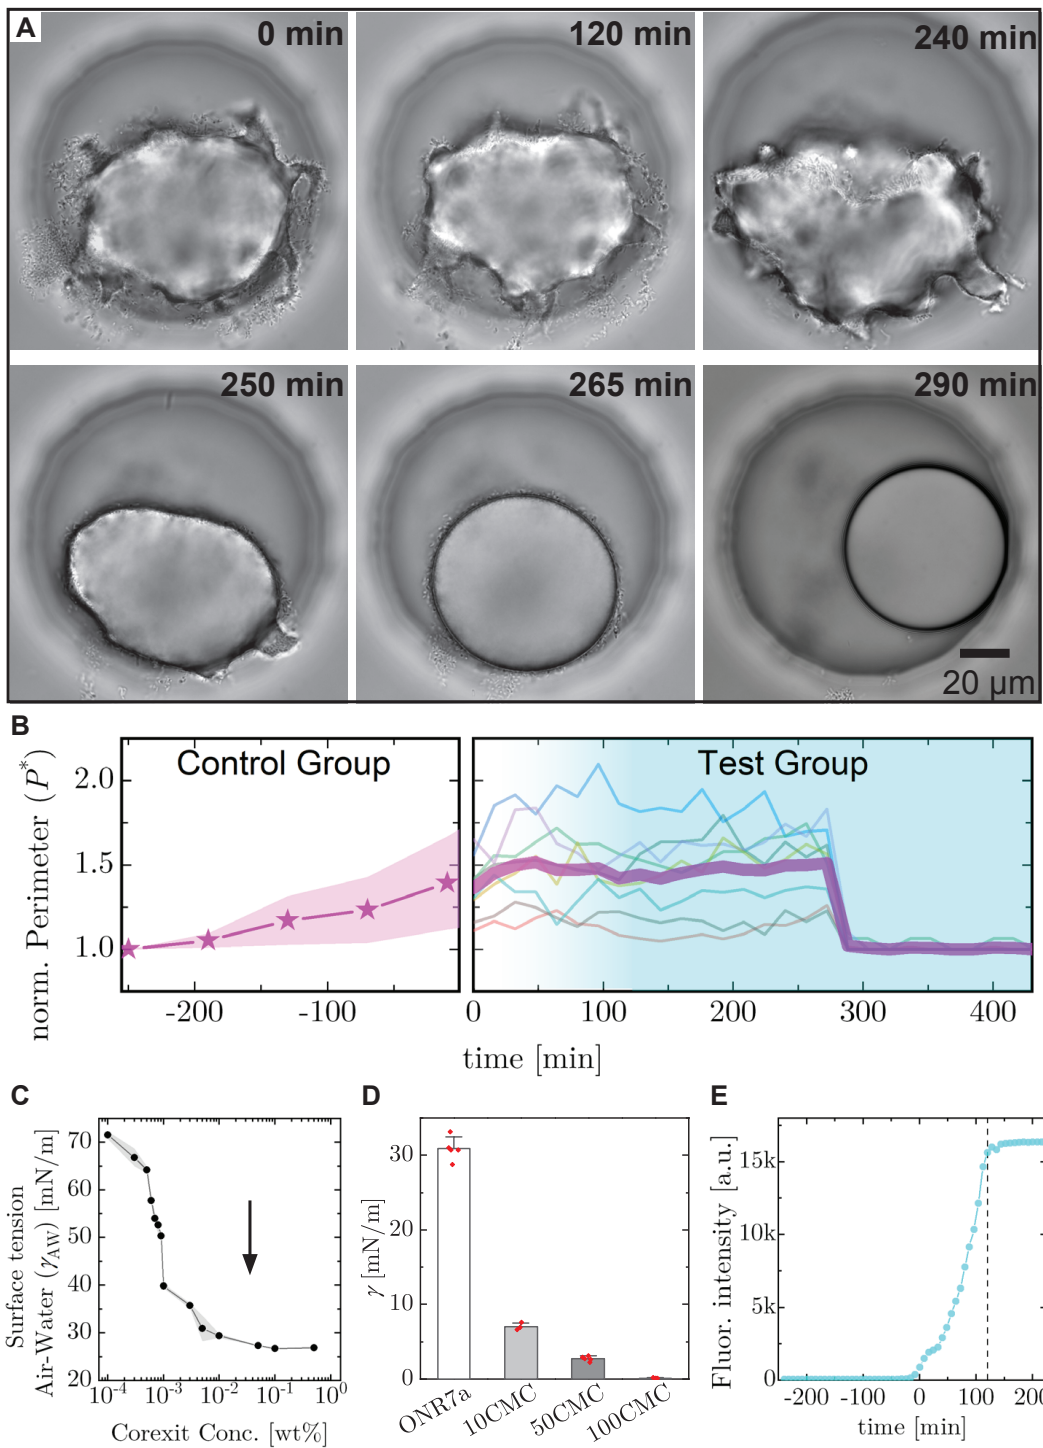 A
0 min
120 min
240 min
250 min
265 min
290 min
20 µm
B
norm. Perimeter (P*)
2.0
1.5
1.0
Control Group
Test Group
-200
-100
0
100
200
300
400
time [min]
C
Surface tension
Air-Water (γAW) [mN/m]
70
60
50
40
30
20
10⁻⁴
10⁻³
10⁻²
10⁻¹
10⁰
Corexit Conc. [wt%]
D
γ [mN/m]
30
20
10
0
ONR7a
10CMC
50CMC
100CMC
E
Fluor. intensity [a.u.]
15k
10k
5k
0
-200
-100
0
100
200
time [min]